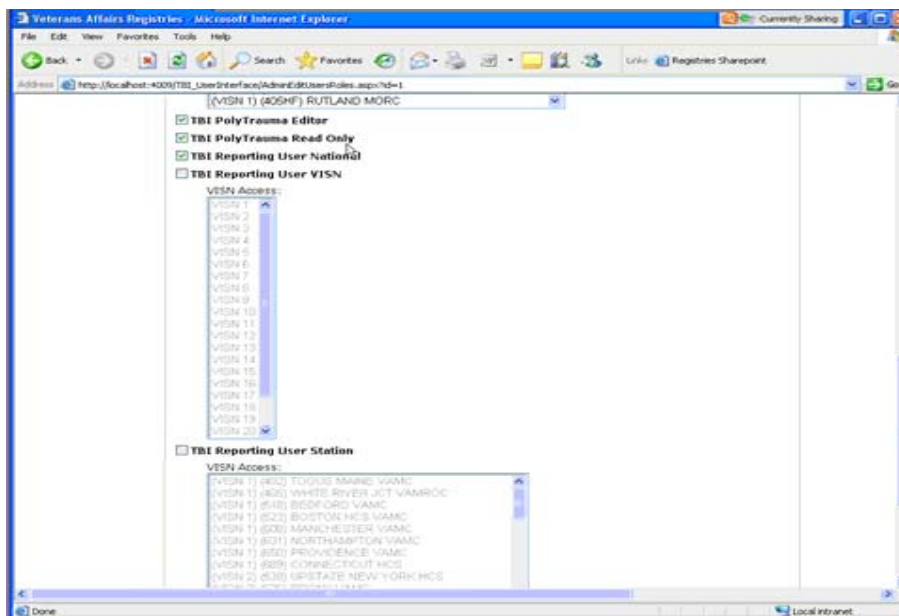 Veterans Affairs Registries - Microsoft Internet Explorer
Currently Sharing
File Edit View Favorites Tools Help
Back
Search
Favorites
Links
Registries Sharepoint
Address
http://localhost:4009/TBI_UserInterface/AdminEditUsersRoles.aspx?id=1
Go
(VISN 1) (405HF) RUTLAND MORC
TBI PolyTrauma Editor
TBI PolyTrauma Read Only
TBI Reporting User National
TBI Reporting User VISN
VISN Access:
VISN 1
VISN 2
VISN 3
VISN 4
VISN 5
VISN 6
VISN 7
VISN 8
VISN 9
VISN 10
VISN 11
VISN 12
VISN 13
VISN 14
VISN 15
VISN 16
VISN 17
VISN 18
VISN 19
VISN 20
TBI Reporting User Station
VISN Access:
(VISN 1) (402) TOGUS MAINE VAMC
(VISN 1) (405) WHITE RIVER JCT VAMROC
(VISN 1) (518) BEDFORD VAMC
(VISN 1) (523) BOSTON HCS VAMC
(VISN 1) (608) MANCHESTER VAMC
(VISN 1) (631) NORTHAMPTON VAMC
(VISN 1) (650) PROVIDENCE VAMC
(VISN 1) (689) CONNECTICUT HCS
(VISN 2) (528) UPSTATE NEW YORK HCS
Done
Local intranet